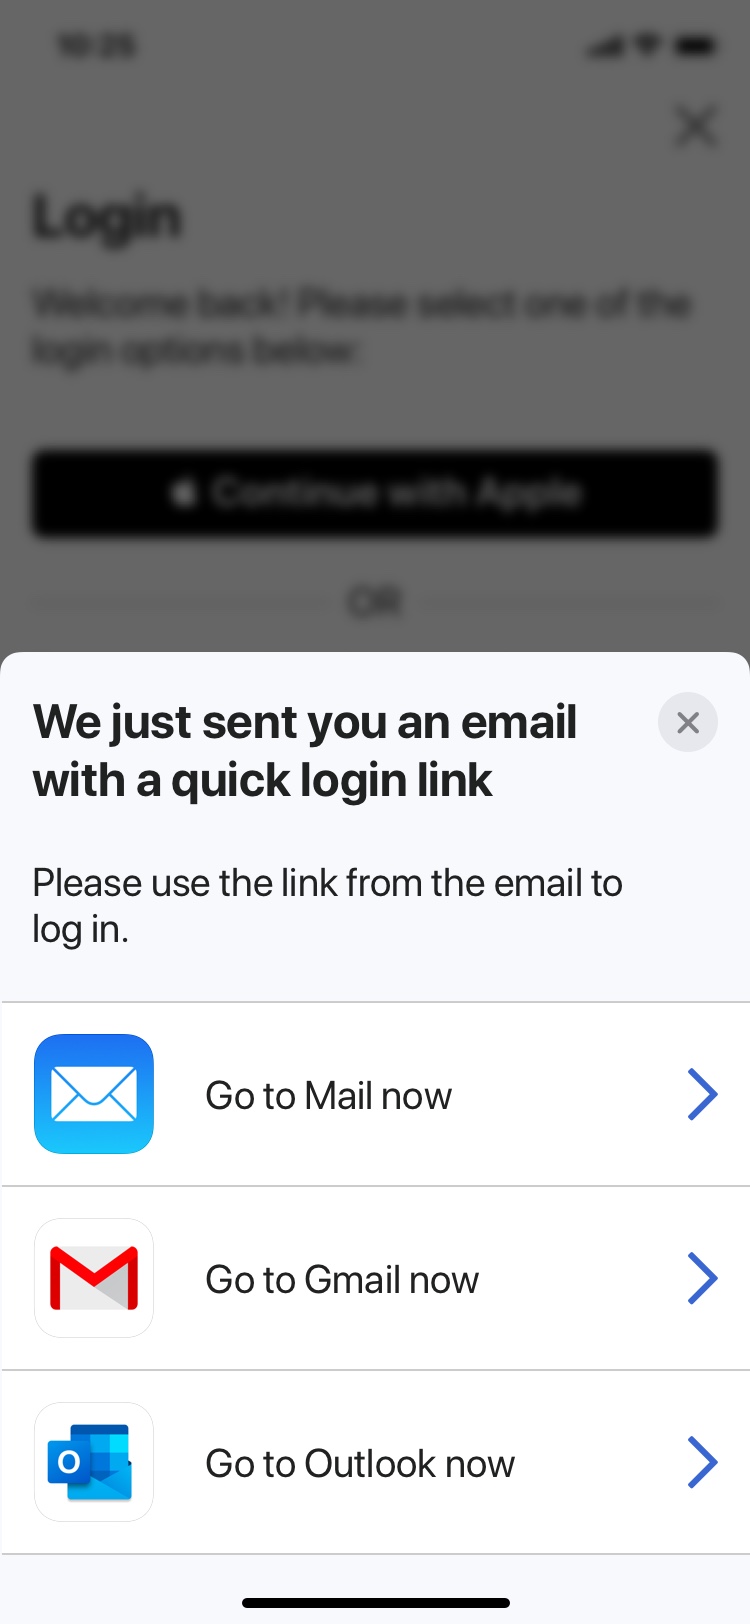 10:25
Login
Welcome back! Please select one of the
login options below:
Continue with Apple
OR
We just sent you an email
with a quick login link
Please use the link from the email to
log in.
Go to Mail now
Go to Gmail now
O
Go to Outlook now